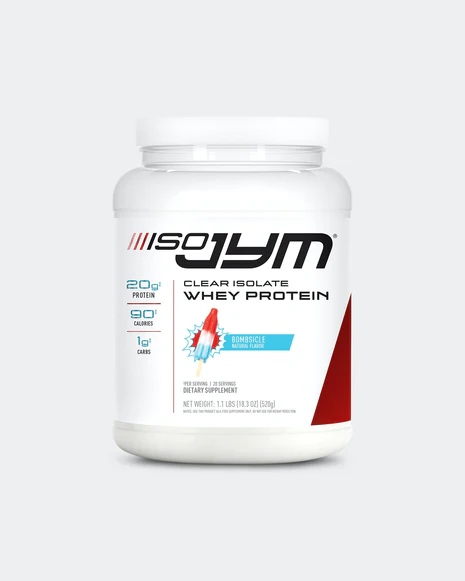 ///ISO JYM®
CLEAR ISOLATE
WHEY PROTEIN
20g‡
PROTEIN
90‡
CALORIES
1g‡
CARBS
BOMBSICLE
NATURAL FLAVOR
‡PER SERVING | 20 SERVINGS
DIETARY SUPPLEMENT
NET WEIGHT: 1.1 LBS (18.3 OZ) (520g)